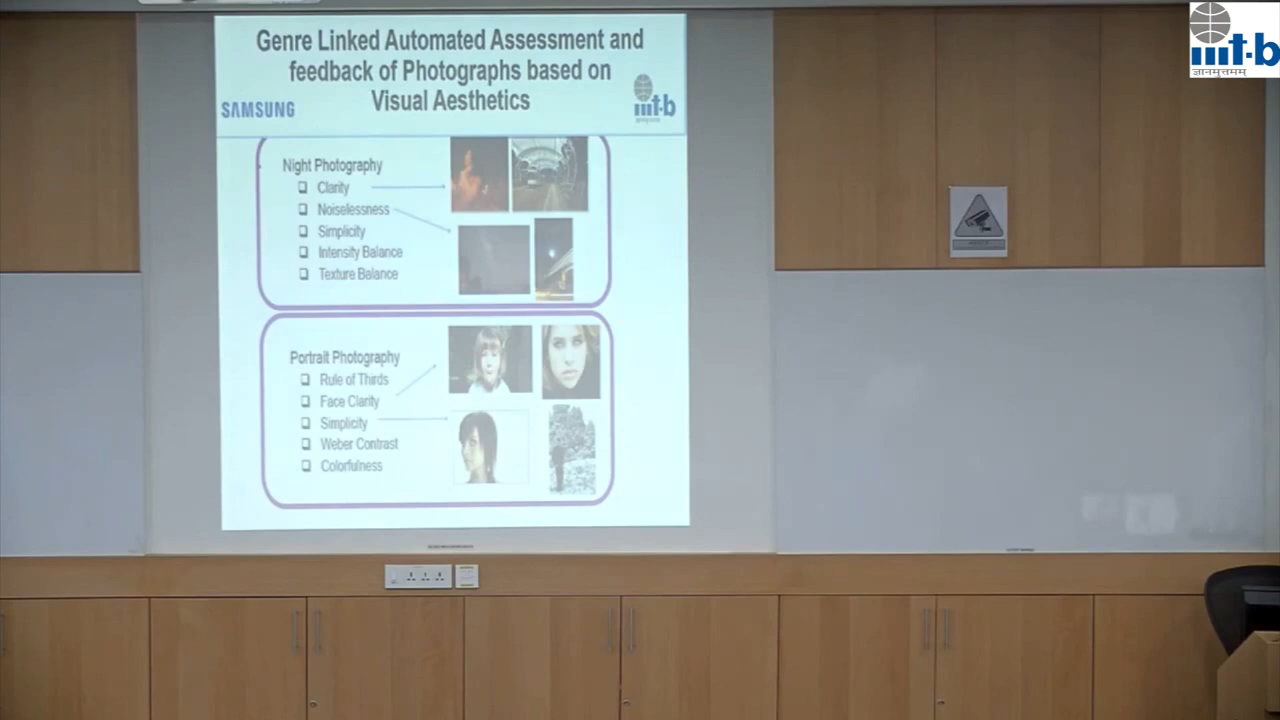 Genre Linked Automated Assessment and
feedback of Photographs based on
Visual Aesthetics
SAMSUNG
iiit-b
Night Photography
Clarity
Noiselessness
Simplicity
Intensity Balance
Texture Balance
Portrait Photography
Rule of Thirds
Face Clarity
Simplicity
Weber Contrast
Colorfulness
iiit-b
ज्ञानमुत्तमम्